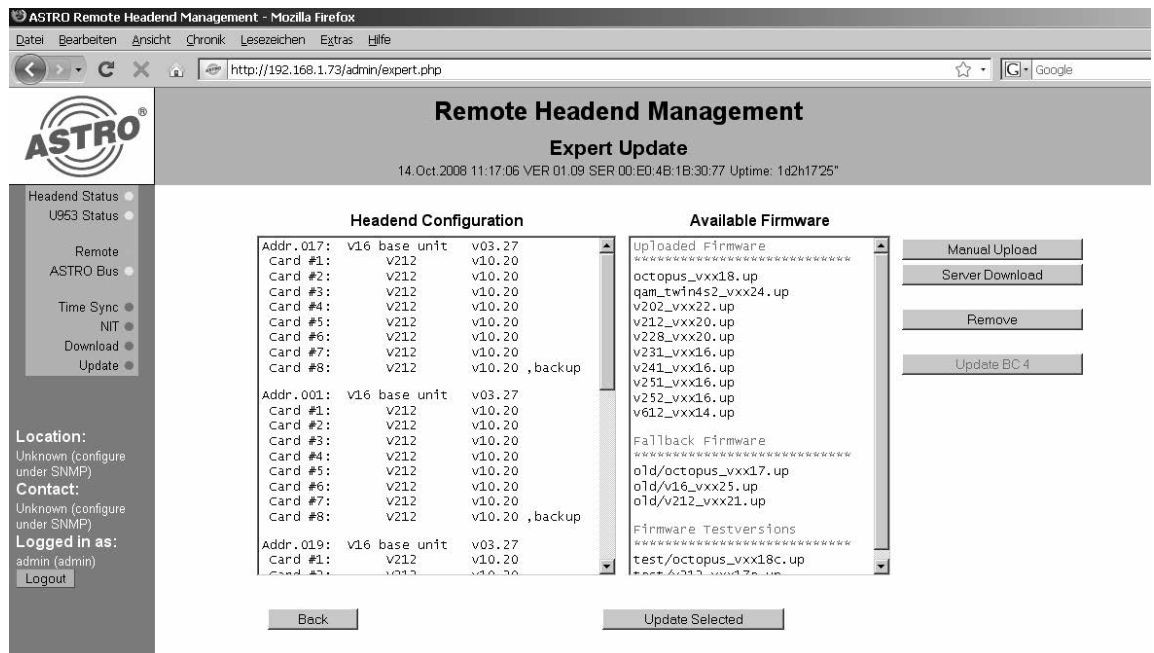 ASTRO Remote Headend Management - Mozilla Firefox
Datei Bearbeiten Ansicht Chronik Lesezeichen Extras Hilfe
http://192.168.1.73/admin/expert.php
G Google
ASTRO ®
Remote Headend Management
Expert Update
14.Oct.2008 11:17:06 VER 01.09 SER 00:E0:4B:1B:30:77 Uptime: 1d2h17'25"
Headend Status
U953 Status
Remote
ASTRO Bus
Time Sync
NIT
Download
Update
Location:
Unknown (configure
under SNMP)
Contact:
Unknown (configure
under SNMP)
Logged in as:
admin (admin)
Logout
Headend Configuration
Addr.017: V16 base unit v03.27
Card #1: V212 v10.20
Card #2: V212 v10.20
Card #3: V212 v10.20
Card #4: V212 v10.20
Card #5: V212 v10.20
Card #6: V212 v10.20
Card #7: V212 v10.20
Card #8: V212 v10.20 ,backup
Addr.001: V16 base unit v03.27
Card #1: V212 v10.20
Card #2: V212 v10.20
Card #3: V212 v10.20
Card #4: V212 v10.20
Card #5: V212 v10.20
Card #6: V212 v10.20
Card #7: V212 v10.20
Card #8: V212 v10.20 ,backup
Addr.019: V16 base unit v03.27
Card #1: V212 v10.20
Available Firmware
Uploaded Firmware
****************************
octopus_vxx18.up
qam_twin4s2_vxx24.up
v202_vxx22.up
v212_vxx20.up
v228_vxx20.up
v231_vxx16.up
v241_vxx16.up
v251_vxx16.up
v252_vxx16.up
v612_vxx14.up
Fallback Firmware
****************************
old/octopus_vxx17.up
old/v16_vxx25.up
old/v212_vxx21.up
Firmware Testversions
****************************
test/octopus_vxx18c.up
Manual Upload
Server Download
Remove
Update BC 4
Back
Update Selected